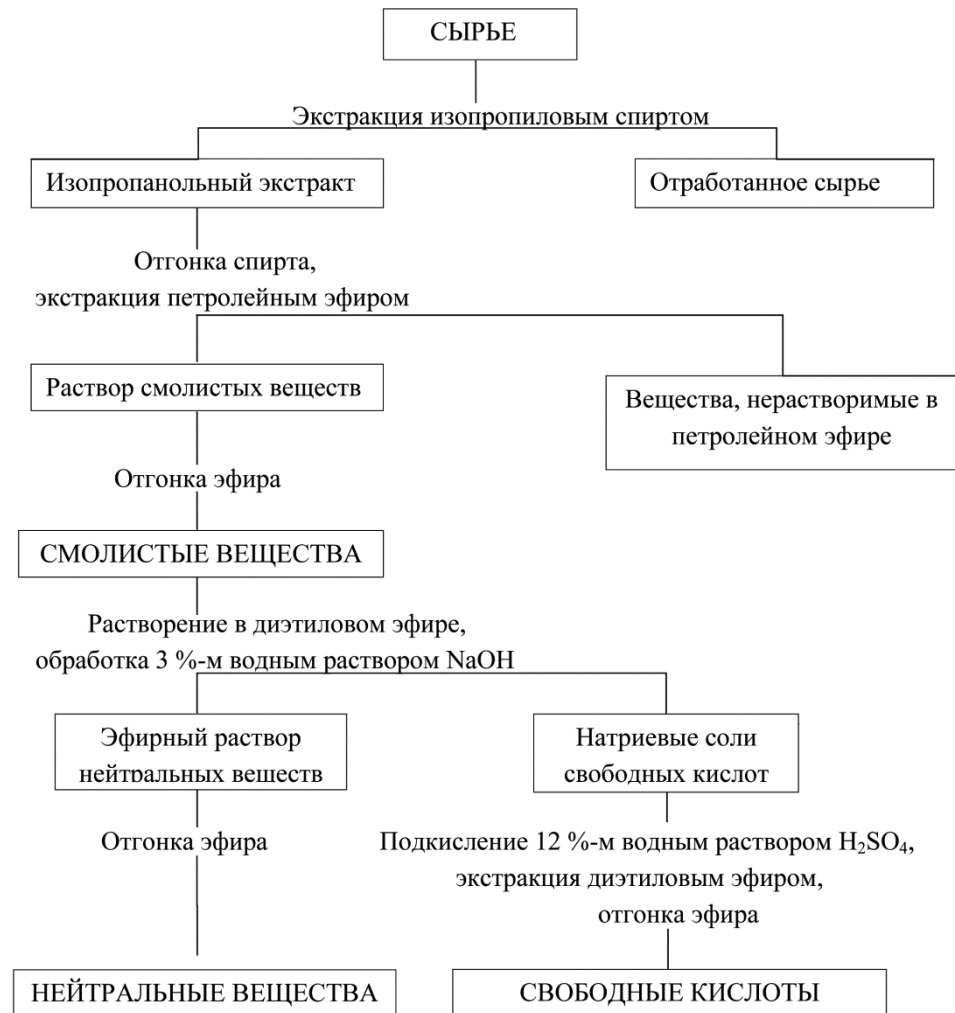 СЫРЬЕ
Экстракция изопропиловым спиртом
Изопропанольный экстракт
Отработанное сырье
Отгонка спирта,
экстракция петролейным эфиром
Раствор смолистых веществ
Вещества, нерастворимые в
петролейном эфире
Отгонка эфира
СМОЛИСТЫЕ ВЕЩЕСТВА
Растворение в диэтиловом эфире,
обработка 3 %-м водным раствором NaOH
Эфирный раствор
нейтральных веществ
Натриевые соли
свободных кислот
Отгонка эфира
Подкисление 12 %-м водным раствором H₂SO₄,
экстракция диэтиловым эфиром,
отгонка эфира
НЕЙТРАЛЬНЫЕ ВЕЩЕСТВА
СВОБОДНЫЕ КИСЛОТЫ